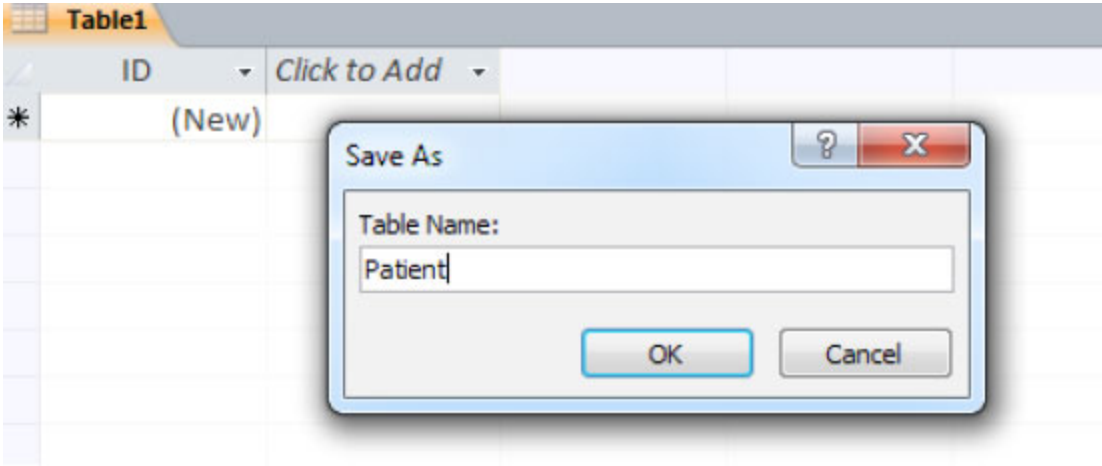 Table1
ID Click to Add
* (New)
Save As ?
Table Name:
Patient
OK Cancel